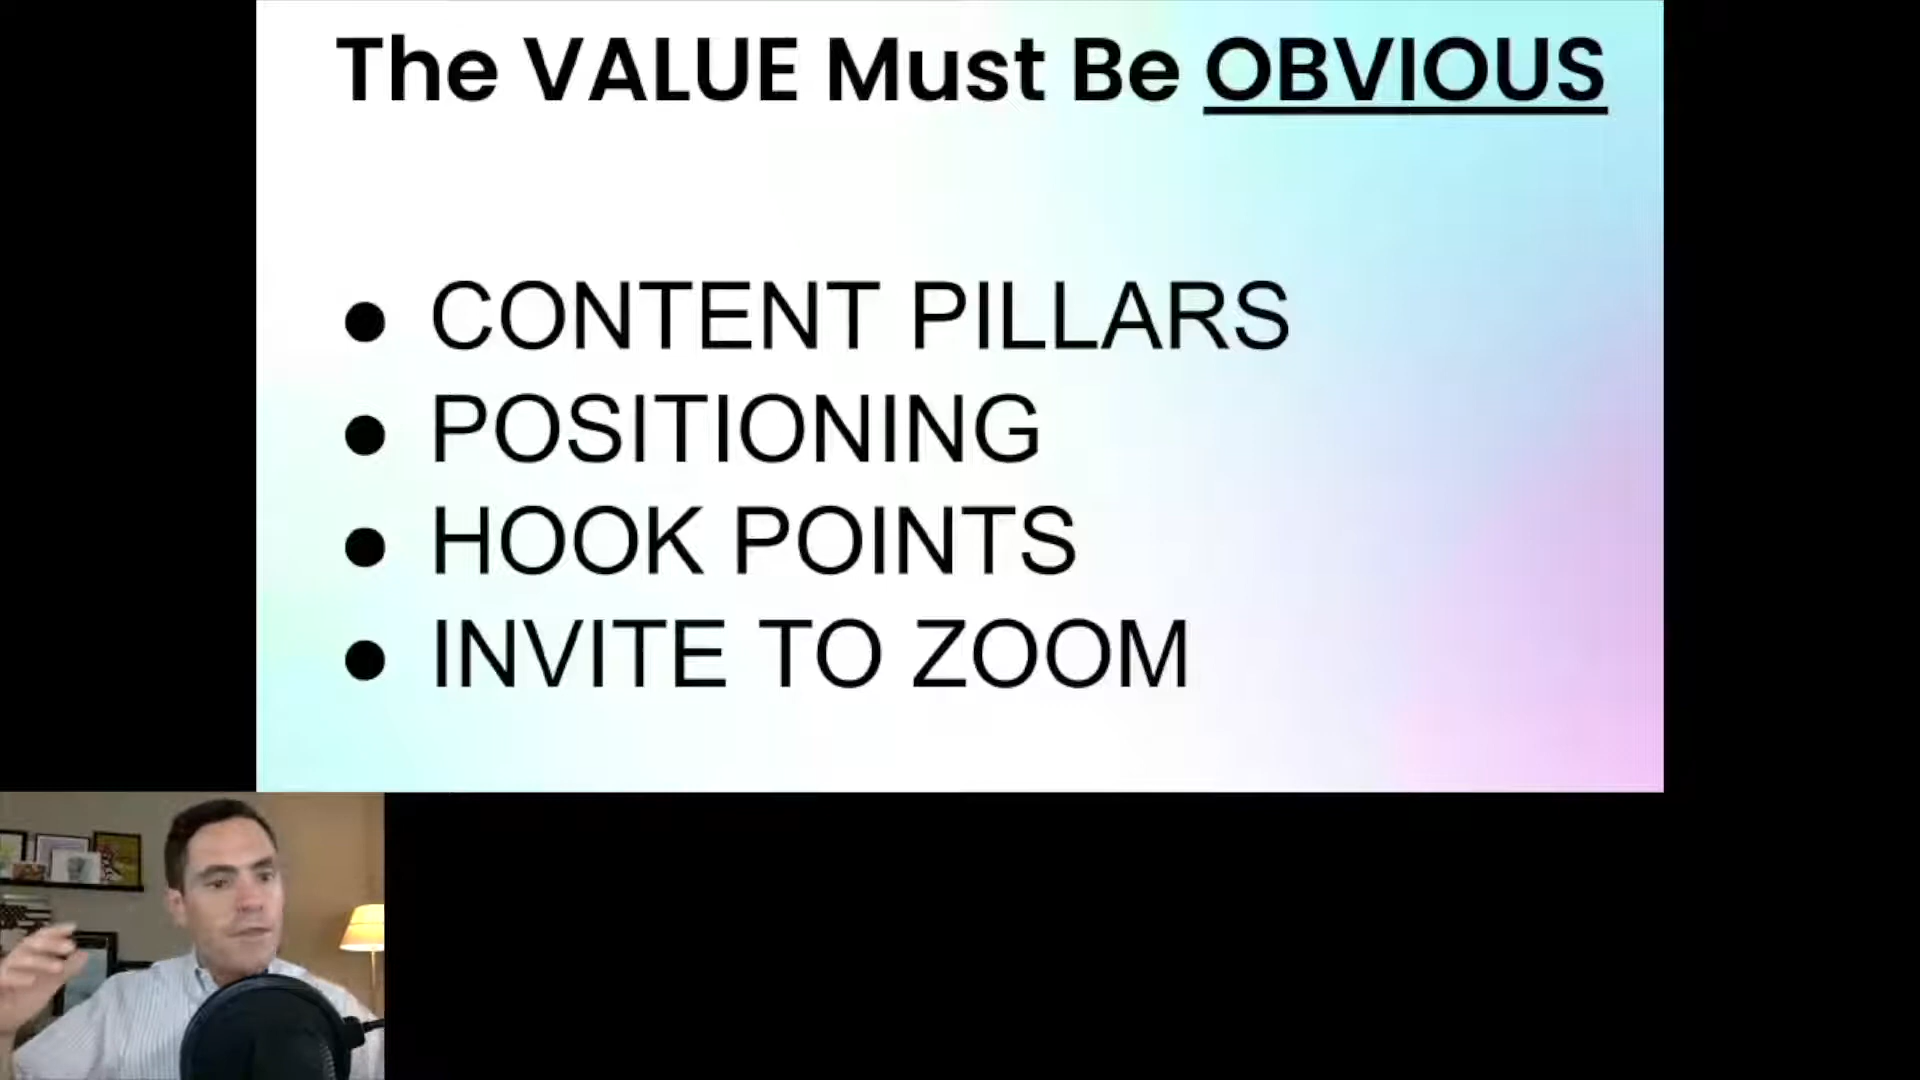 The VALUE Must Be OBVIOUS
● CONTENT PILLARS
● POSITIONING
● HOOK POINTS
● INVITE TO ZOOM